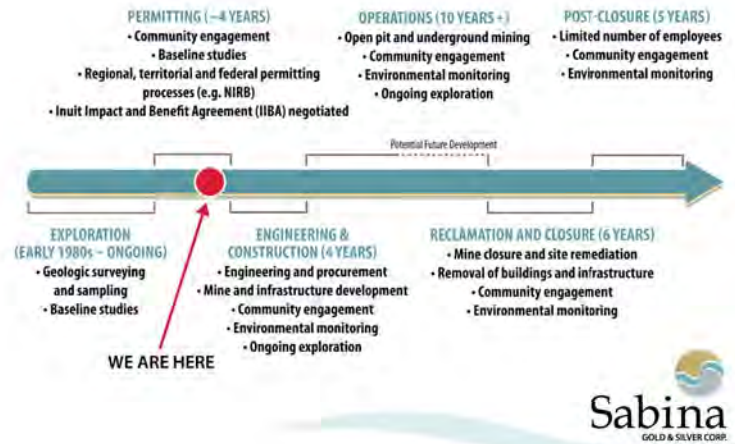 PERMITTING (~4 YEARS)
• Community engagement
• Baseline studies
• Regional, territorial and federal permitting
processes (e.g. NIRB)
• Inuit Impact and Benefit Agreement (IIBA) negotiated
OPERATIONS (10 YEARS +)
• Open pit and underground mining
• Community engagement
• Environmental monitoring
• Ongoing exploration
POST-CLOSURE (5 YEARS)
• Limited number of employees
• Community engagement
• Environmental monitoring
Potential Future Development
EXPLORATION
(EARLY 1980s – ONGOING)
• Geologic surveying
and sampling
• Baseline studies
WE ARE HERE
ENGINEERING &
CONSTRUCTION (4 YEARS)
• Engineering and procurement
• Mine and infrastructure development
• Community engagement
• Environmental monitoring
• Ongoing exploration
RECLAMATION AND CLOSURE (6 YEARS)
• Mine closure and site remediation
• Removal of buildings and infrastructure
• Community engagement
• Environmental monitoring
Sabina
GOLD & SILVER CORP.